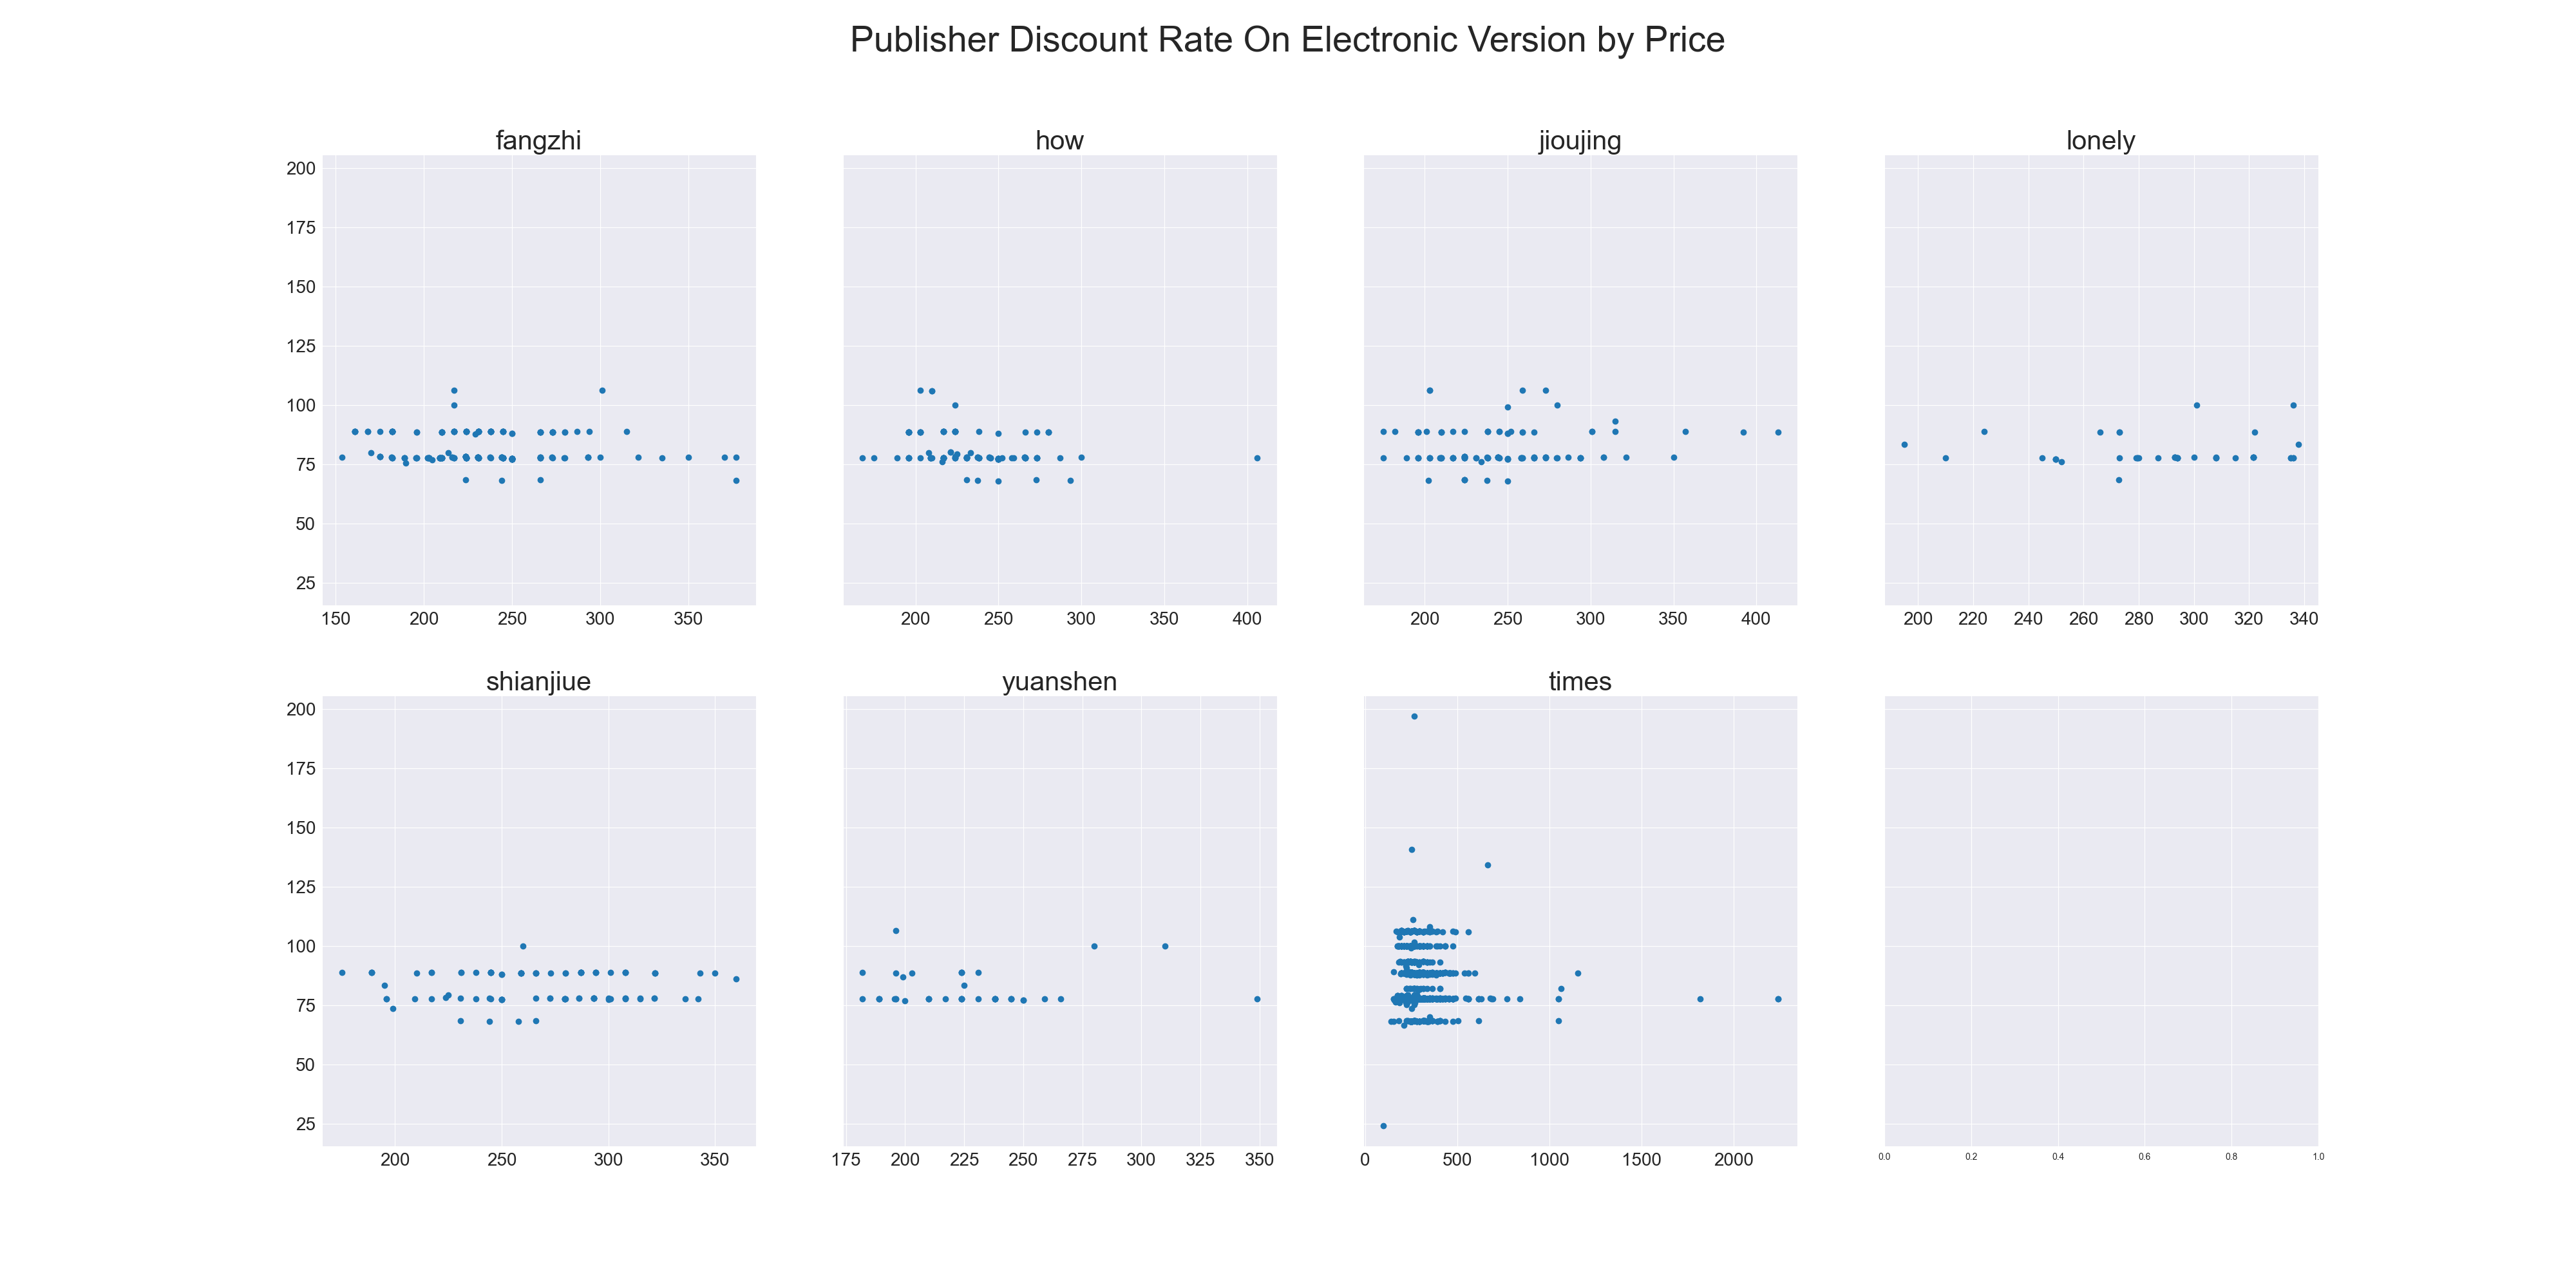 Publisher Discount Rate On Electronic Version by Price
fangzhi
how
jioujing
lonely
200
175
150
125
100
75
50
25
150 200 250 300 350
200 250 300 350 400
200 250 300 350 400
200 220 240 260 280 300 320 340
shianjiue
yuanshen
times
200
175
150
125
100
75
50
25
200 250 300 350
175 200 225 250 275 300 325 350
0 500 1000 1500 2000
0.0 0.2 0.4 0.6 0.8 1.0